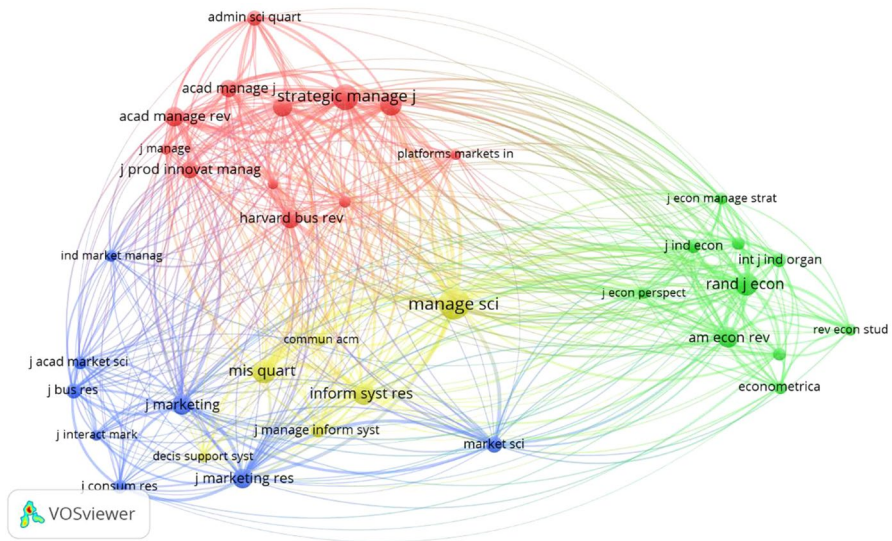 admin sci quart
acad manage j
strategic manage j
acad manage rev
j manage
platforms markets in
j prod innovat manag
j econ manage strat
harvard bus rev
ind market manag
j ind econ
int j ind organ
rand j econ
j econ perspect
manage sci
rev econ stud
am econ rev
commun acm
j acad market sci
mis quart
econometrica
j bus res
inform syst res
j marketing
j interact mark
j manage inform syst
market sci
decis support syst
j marketing res
j consum res
VOSviewer